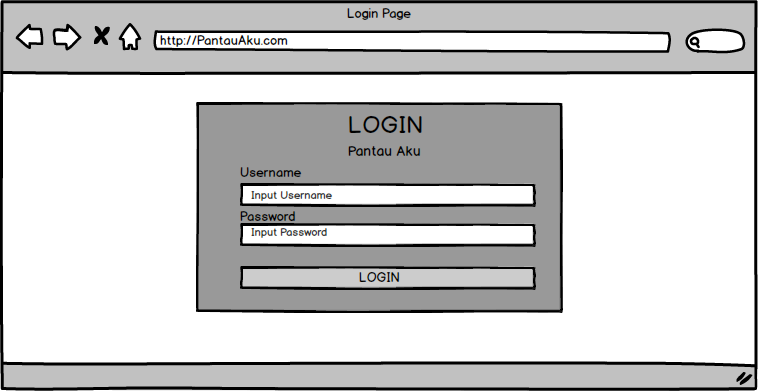 Login Page
http://PantauAku.com
LOGIN
Pantau Aku
Username
Input Username
Password
Input Password
LOGIN